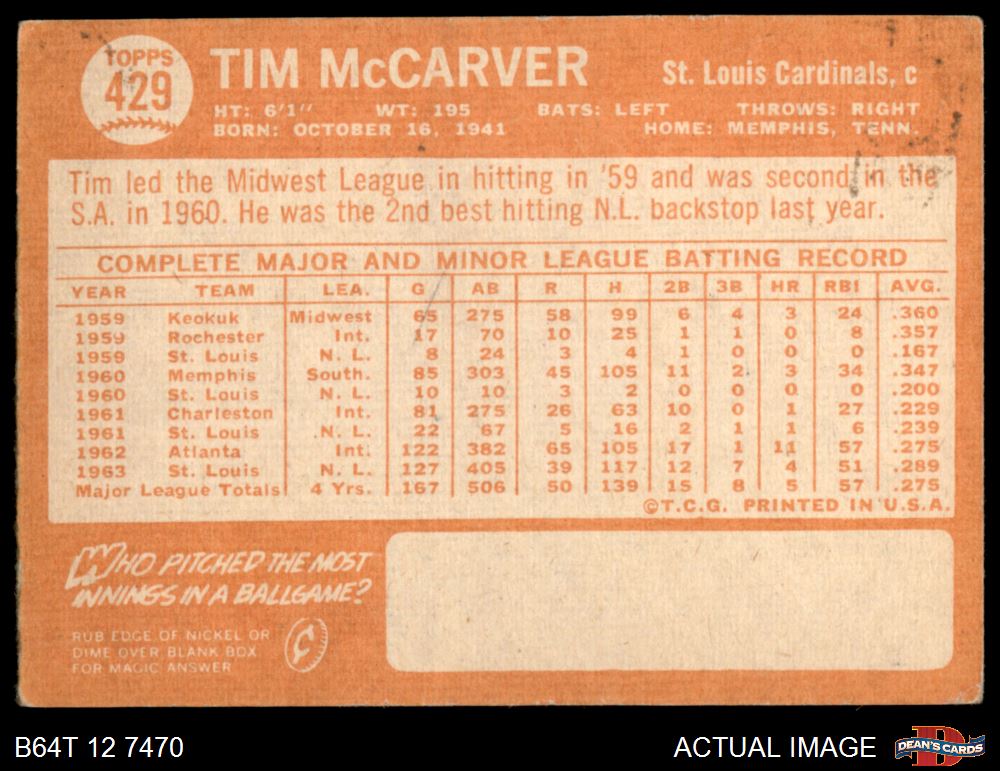 TOPPS
429
TIM McCARVER
St. Louis Cardinals, c
HT: 6'1" WT: 195 BATS: LEFT THROWS: RIGHT
BORN: OCTOBER 16, 1941 HOME: MEMPHIS, TENN.
Tim led the Midwest League in hitting in '59 and was second in the
S.A. in 1960. He was the 2nd best hitting N.L. backstop last year.
COMPLETE MAJOR AND MINOR LEAGUE BATTING RECORD
YEAR TEAM LEA. G AB R H 2B 3B HR RBI AVG.
1959 Keokuk Midwest 65 275 58 99 6 4 3 24 .360
1959 Rochester Int. 17 70 10 25 1 1 0 8 .357
1959 St. Louis N. L. 8 24 3 4 1 0 0 0 .167
1960 Memphis South. 85 303 45 105 11 2 3 34 .347
1960 St. Louis N. L. 10 10 3 2 0 0 0 0 .200
1961 Charleston Int. 81 275 26 63 10 0 1 27 .229
1961 St. Louis N. L. 22 67 5 16 2 1 1 6 .239
1962 Atlanta Int. 122 382 65 105 17 1 11 57 .275
1963 St. Louis N. L. 127 405 39 117 12 7 4 51 .289
Major League Totals 4 Yrs. 167 506 50 139 15 8 5 57 .275
©T.C.G. PRINTED IN U.S.A.
WHO PITCHED THE MOST
INNINGS IN A BALLGAME?
RUB EDGE OF NICKEL OR
DIME OVER BLANK BOX
FOR MAGIC ANSWER
B64T 12 7470
ACTUAL IMAGE
DEAN'S CARDS